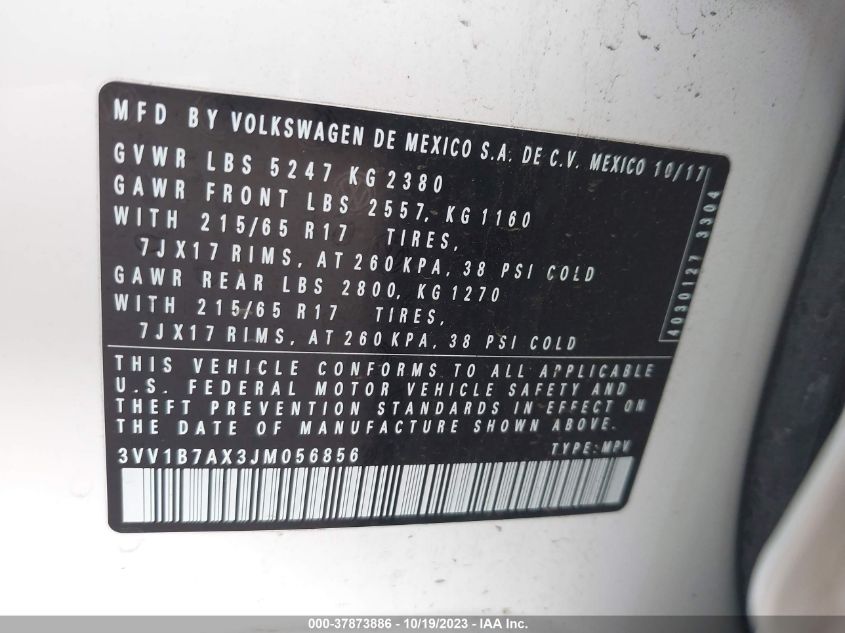 MFD BY VOLKSWAGEN DE MEXICO S.A. DE C.V. MEXICO 10/17
GVWR LBS 5247 KG 2380
GAWR FRONT LBS 2557, KG 1160
WITH 215/65 R17 TIRES,
7JX17 RIMS, AT 260 KPA, 38 PSI COLD
GAWR REAR LBS 2800, KG 1270
WITH 215/65 R17 TIRES,
7JX17 RIMS, AT 260 KPA, 38 PSI COLD
4030127 3304
THIS VEHICLE CONFORMS TO ALL APPLICABLE
U.S. FEDERAL MOTOR VEHICLE SAFETY AND
THEFT PREVENTION STANDARDS IN EFFECT ON
THE DATE OF MANUFACTURE SHOWN ABOVE.
3VV1B7AX3JM056856 TYPE: MPV
000-37873886 - 10/19/2023 - IAA Inc.